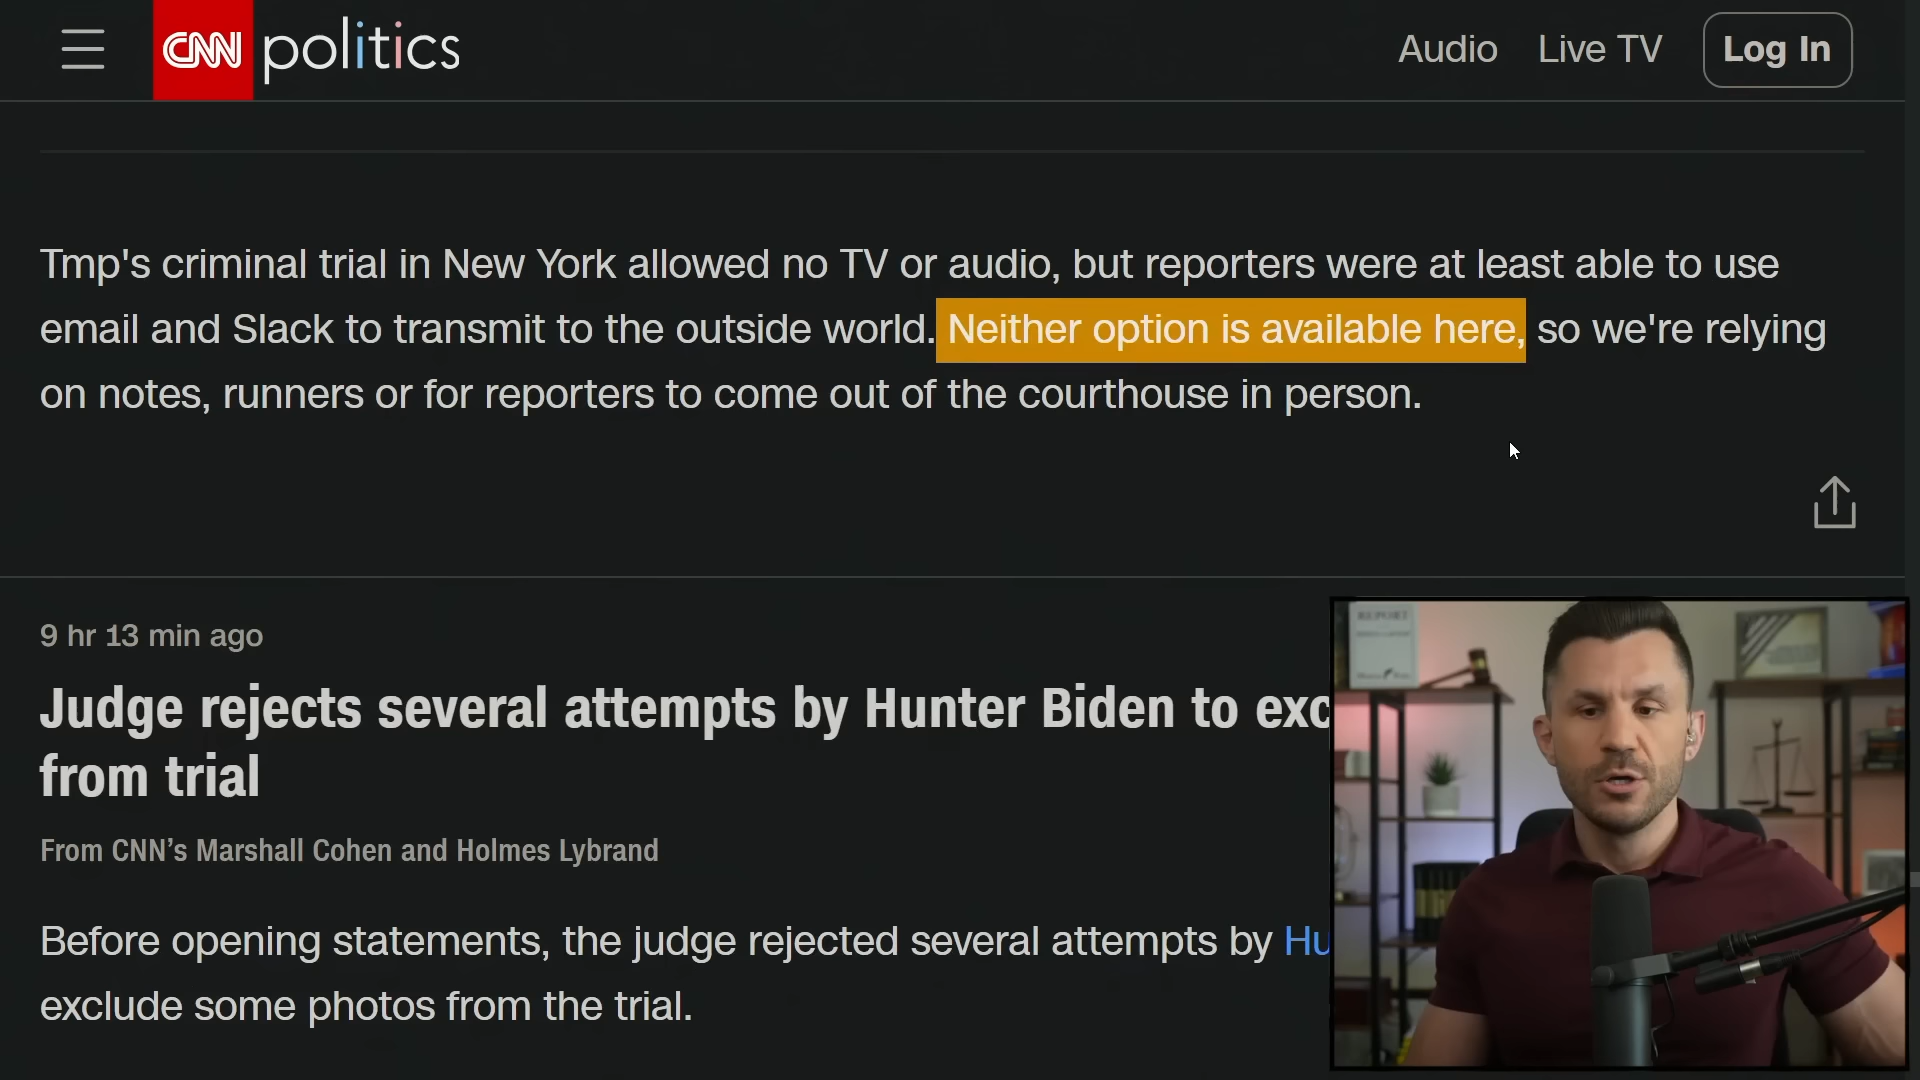 CNN politics
Audio Live TV Log In
Tmp's criminal trial in New York allowed no TV or audio, but reporters were at least able to use
email and Slack to transmit to the outside world. Neither option is available here, so we're relying
on notes, runners or for reporters to come out of the courthouse in person.
9 hr 13 min ago
Judge rejects several attempts by Hunter Biden to exc
from trial
From CNN’s Marshall Cohen and Holmes Lybrand
Before opening statements, the judge rejected several attempts by Hu
exclude some photos from the trial.
REPORT